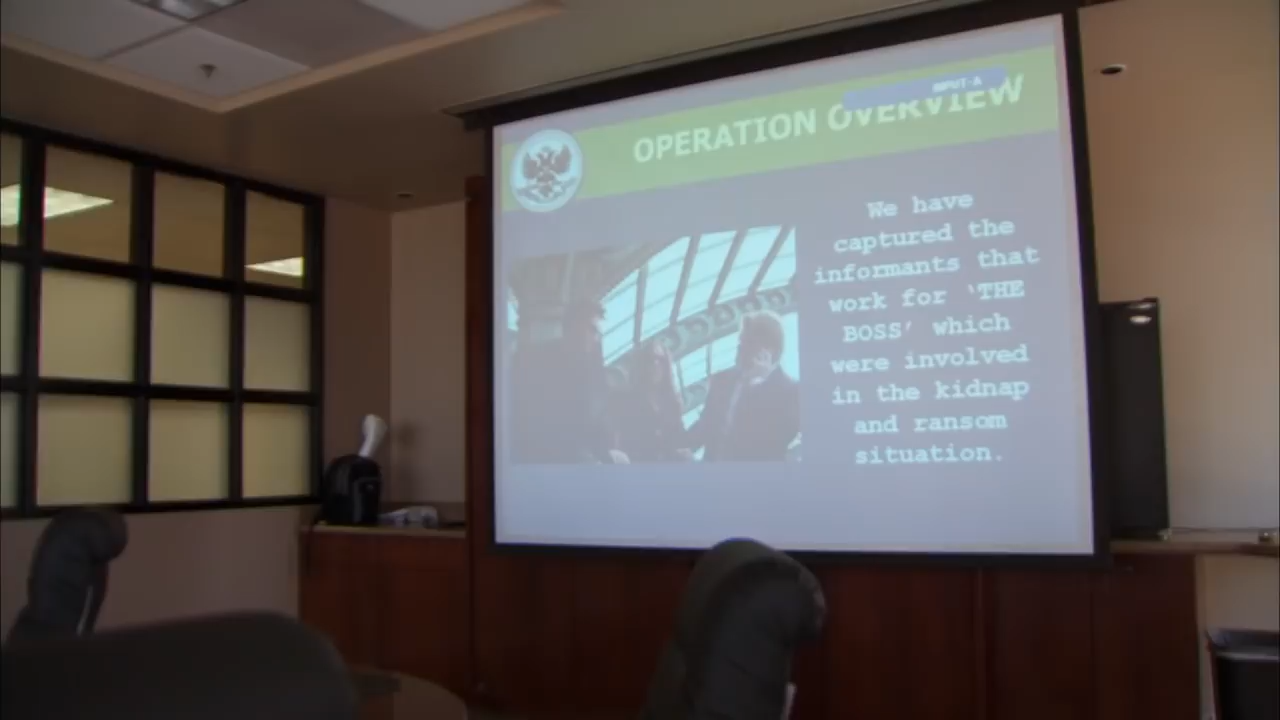 INPUT-A
OPERATION OVERVIEW
We have
captured the
informants that
work for 'THE
BOSS' which
were involved
in the kidnap
and ransom
situation.